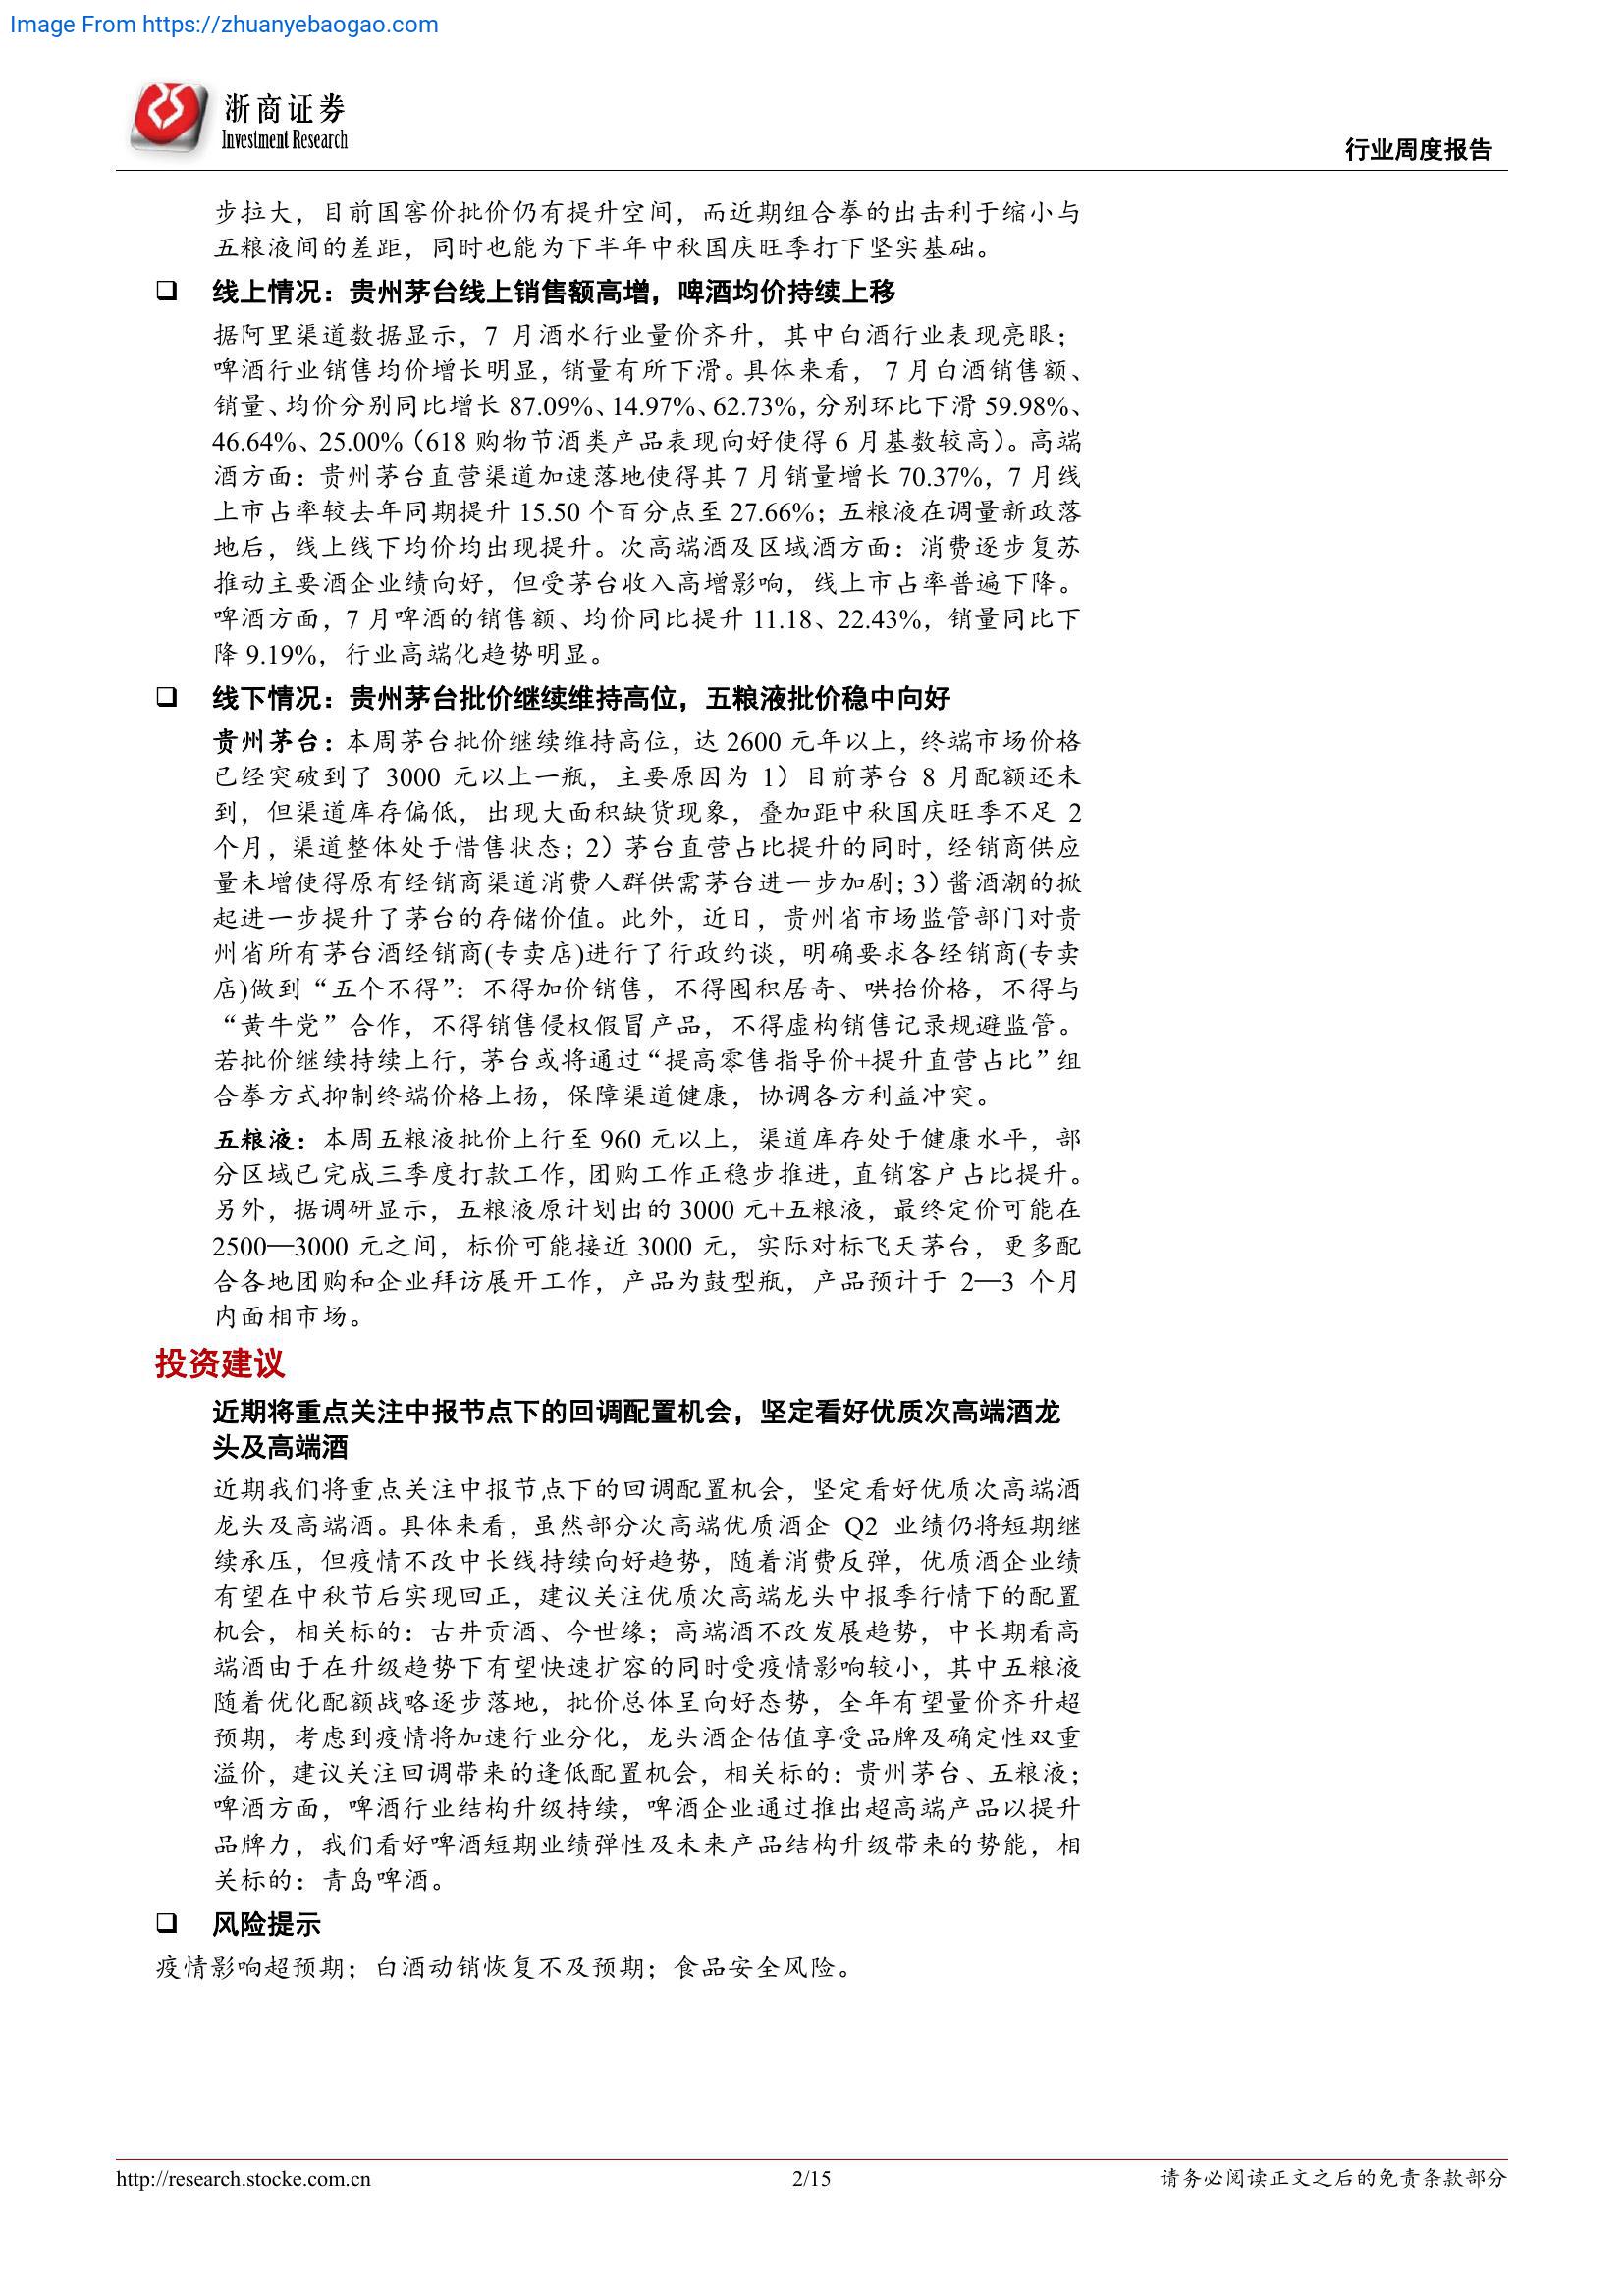 Image From https://zhuanyebaogao.com
浙商证券
Investment Research
行业周度报告
步拉大，目前国窖价批价仍有提升空间，而近期组合拳的出击利于缩小与
五粮液间的差距，同时也能为下半年中秋国庆旺季打下坚实基础。
❑ 线上情况：贵州茅台线上销售额高增，啤酒均价持续上移
据阿里渠道数据显示，7 月酒水行业量价齐升，其中白酒行业表现亮眼；
啤酒行业销售均价增长明显，销量有所下滑。具体来看， 7 月白酒销售额、
销量、均价分别同比增长 87.09%、14.97%、62.73%，分别环比下滑 59.98%、
46.64%、25.00%（618 购物节酒类产品表现向好使得 6 月基数较高）。高端
酒方面：贵州茅台直营渠道加速落地使得其 7 月销量增长 70.37%，7 月线
上市占率较去年同期提升 15.50 个百分点至 27.66%；五粮液在调量新政落
地后，线上线下均价均出现提升。次高端酒及区域酒方面：消费逐步复苏
推动主要酒企业绩向好，但受茅台收入高增影响，线上市占率普遍下降。
啤酒方面，7 月啤酒的销售额、均价同比提升 11.18、22.43%，销量同比下
降 9.19%，行业高端化趋势明显。
❑ 线下情况：贵州茅台批价继续维持高位，五粮液批价稳中向好
贵州茅台：本周茅台批价继续维持高位，达 2600 元年以上，终端市场价格
已经突破到了 3000 元以上一瓶，主要原因为 1）目前茅台 8 月配额还未
到，但渠道库存偏低，出现大面积缺货现象，叠加距中秋国庆旺季不足 2
个月，渠道整体处于惜售状态；2）茅台直营占比提升的同时，经销商供应
量未增使得原有经销商渠道消费人群供需茅台进一步加剧；3）酱酒潮的掀
起进一步提升了茅台的存储价值。此外，近日，贵州省市场监管部门对贵
州省所有茅台酒经销商(专卖店)进行了行政约谈，明确要求各经销商(专卖
店)做到“五个不得”：不得加价销售，不得囤积居奇、哄抬价格，不得与
“黄牛党”合作，不得销售侵权假冒产品，不得虚构销售记录规避监管。
若批价继续持续上行，茅台或将通过“提高零售指导价+提升直营占比”组
合拳方式抑制终端价格上扬，保障渠道健康，协调各方利益冲突。
五粮液：本周五粮液批价上行至 960 元以上，渠道库存处于健康水平，部
分区域已完成三季度打款工作，团购工作正稳步推进，直销客户占比提升。
另外，据调研显示，五粮液原计划出的 3000 元+五粮液，最终定价可能在
2500—3000 元之间，标价可能接近 3000 元，实际对标飞天茅台，更多配
合各地团购和企业拜访展开工作，产品为鼓型瓶，产品预计于 2—3 个月
内面相市场。
投资建议
近期将重点关注中报节点下的回调配置机会，坚定看好优质次高端酒龙
头及高端酒
近期我们将重点关注中报节点下的回调配置机会，坚定看好优质次高端酒
龙头及高端酒。具体来看，虽然部分次高端优质酒企 Q2 业绩仍将短期继
续承压，但疫情不改中长线持续向好趋势，随着消费反弹，优质酒企业绩
有望在中秋节后实现回正，建议关注优质次高端龙头中报季行情下的配置
机会，相关标的：古井贡酒、今世缘；高端酒不改发展趋势，中长期看高
端酒由于在升级趋势下有望快速扩容的同时受疫情影响较小，其中五粮液
随着优化配额战略逐步落地，批价总体呈向好态势，全年有望量价齐升超
预期，考虑到疫情将加速行业分化，龙头酒企估值享受品牌及确定性双重
溢价，建议关注回调带来的逢低配置机会，相关标的：贵州茅台、五粮液；
啤酒方面，啤酒行业结构升级持续，啤酒企业通过推出超高端产品以提升
品牌力，我们看好啤酒短期业绩弹性及未来产品结构升级带来的势能，相
关标的：青岛啤酒。
❑ 风险提示
疫情影响超预期；白酒动销恢复不及预期；食品安全风险。
http://research.stocke.com.cn
2/15
请务必阅读正文之后的免责条款部分